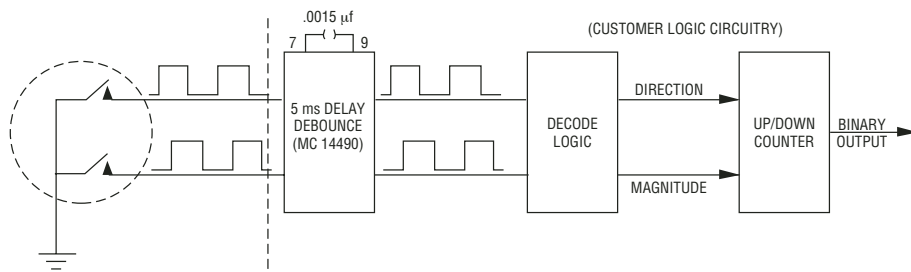 .0015 µf
7 9
(CUSTOMER LOGIC CIRCUITRY)
5 ms DELAY
DEBOUNCE
(MC 14490)
DECODE
LOGIC
DIRECTION
MAGNITUDE
UP/DOWN
COUNTER
BINARY
OUTPUT